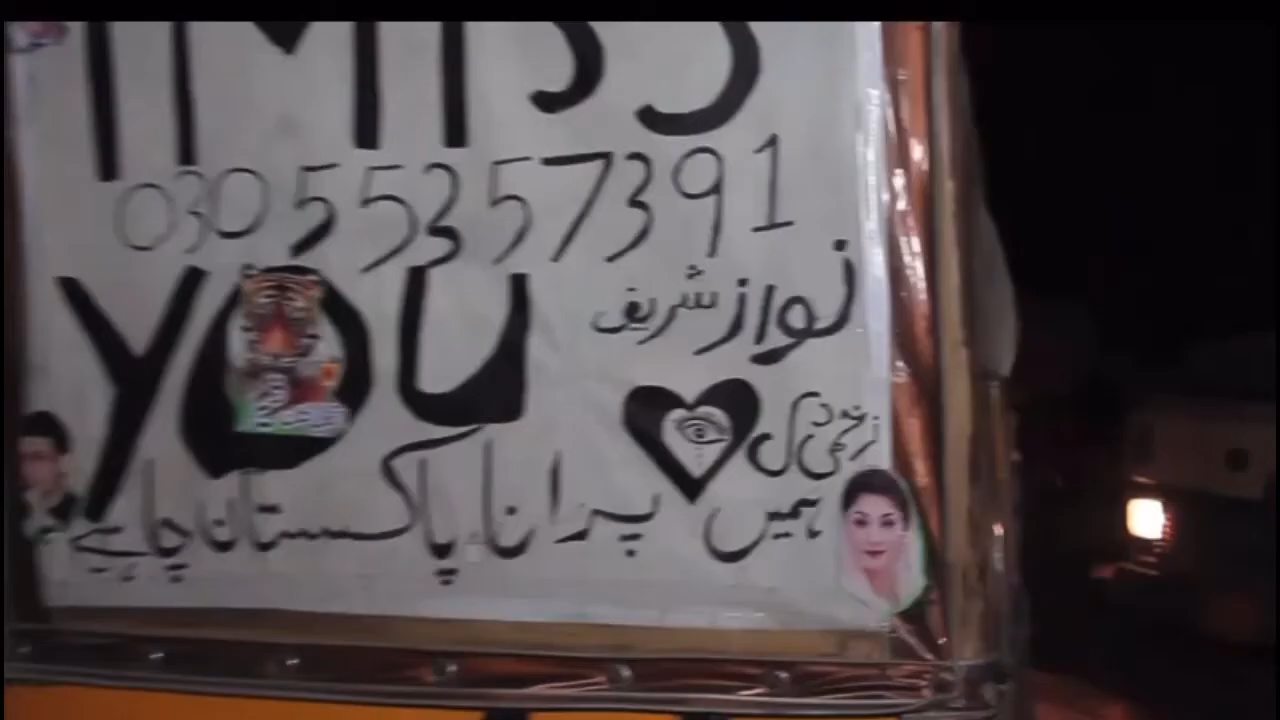 I MISS
03055357391
YOU
نواز شریف
زخمی دل
ہمیں پرانا پاکستان چاہیے